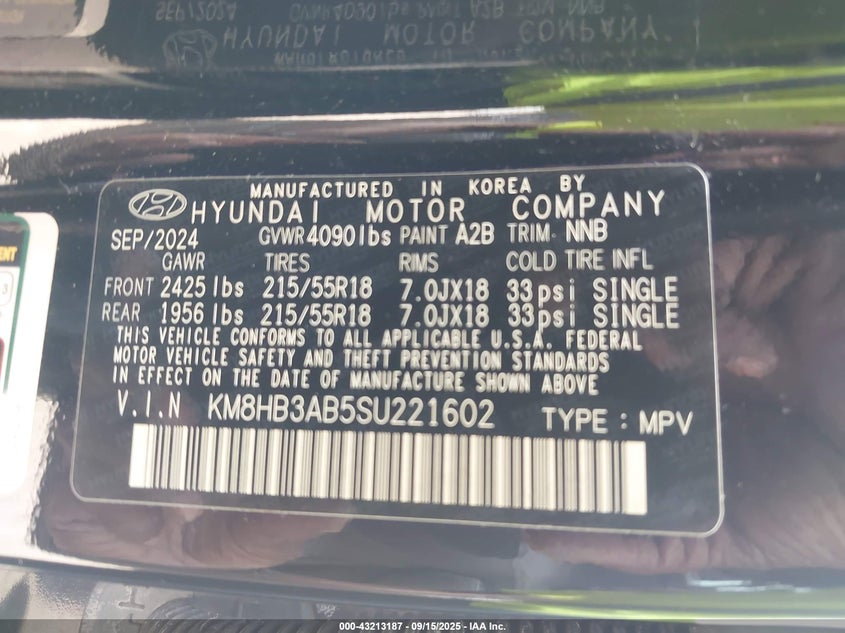 MANUFACTURED IN KOREA BY
HYUNDAI MOTOR COMPANY
SEP/2024 GVWR 4090lbs PAINT A2B TRIM NNB
GAWR TIRES RIMS COLD TIRE INFL
FRONT 2425 lbs 215/55R18 7.0JX18 33psi SINGLE
REAR 1956 lbs 215/55R18 7.0JX18 33psi SINGLE
THIS VEHICLE CONFORMS TO ALL APPLICABLE U.S.A. FEDERAL
MOTOR VEHICLE SAFETY AND THEFT PREVENTION STANDARDS
IN EFFECT ON THE DATE OF MANUFACTURE SHOWN ABOVE
V.I.N KM8HB3AB5SU221602 TYPE : MPV
000-43213187 - 09/15/2025 - IAA Inc.